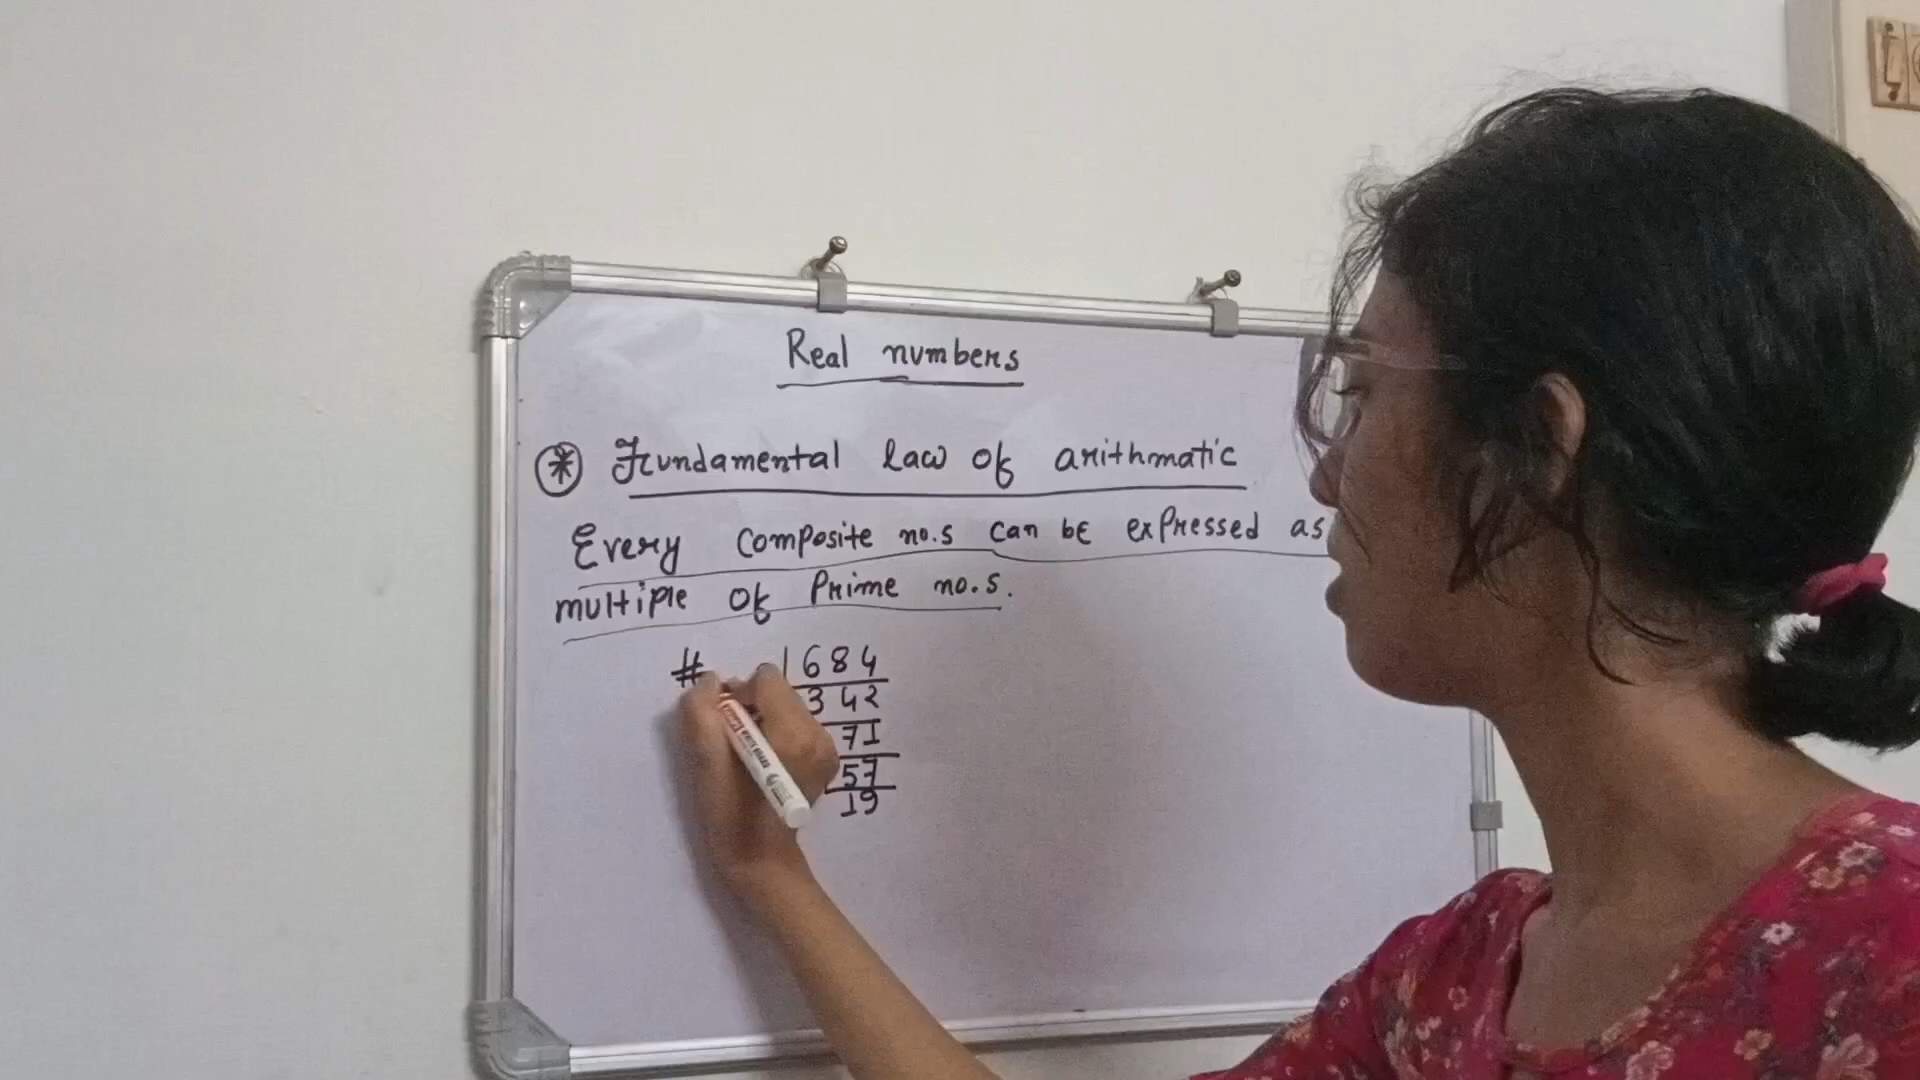 Real numbers
* Fundamental law of arithmatic
Every composite no.s can be expressed as
multiple of Prime no.s.
# 684
342
71
57
19